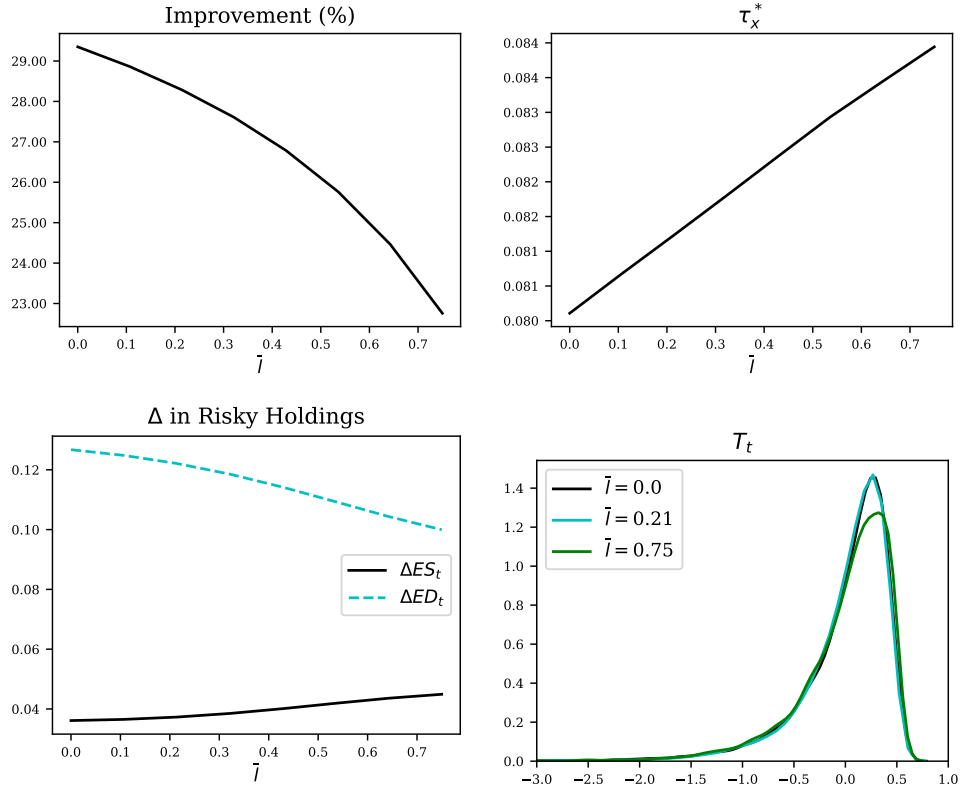 Improvement (%)
29.00
28.00
27.00
26.00
25.00
24.00
23.00
0.0 0.1 0.2 0.3 0.4 0.5 0.6 0.7
l̄
τ*ₓ
0.084
0.083
0.083
0.082
0.082
0.081
0.081
0.080
0.0 0.1 0.2 0.3 0.4 0.5 0.6 0.7
l̄
Δ in Risky Holdings
0.12
0.10
0.08
0.06
0.04
ΔESₜ
ΔEDₜ
0.0 0.1 0.2 0.3 0.4 0.5 0.6 0.7
l̄
Tₜ
1.4
1.2
1.0
0.8
0.6
0.4
0.2
0.0
l̄ = 0.0
l̄ = 0.21
l̄ = 0.75
−3.0 −2.5 −2.0 −1.5 −1.0 −0.5 0.0 0.5 1.0